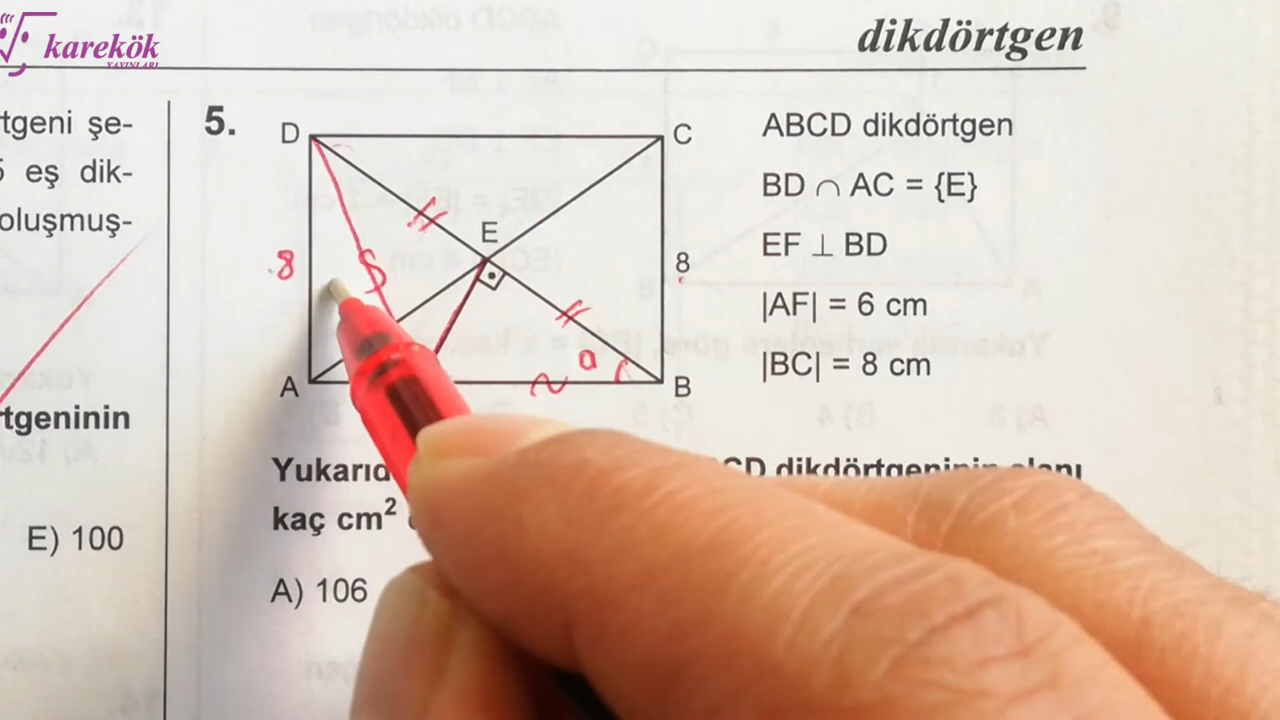 karekök
YAYINLARI
dikdörtgen
tgeni şe-
5 eş dik-
oluşmuş-
tgeninin
E) 100
5.
D
C
E
8
8
A
B
ABCD dikdörtgen
BD ∩ AC = {E}
EF ⊥ BD
|AF| = 6 cm
|BC| = 8 cm
a
Yukarıd CD dikdörtgeninin alanı
kaç cm²
A) 106